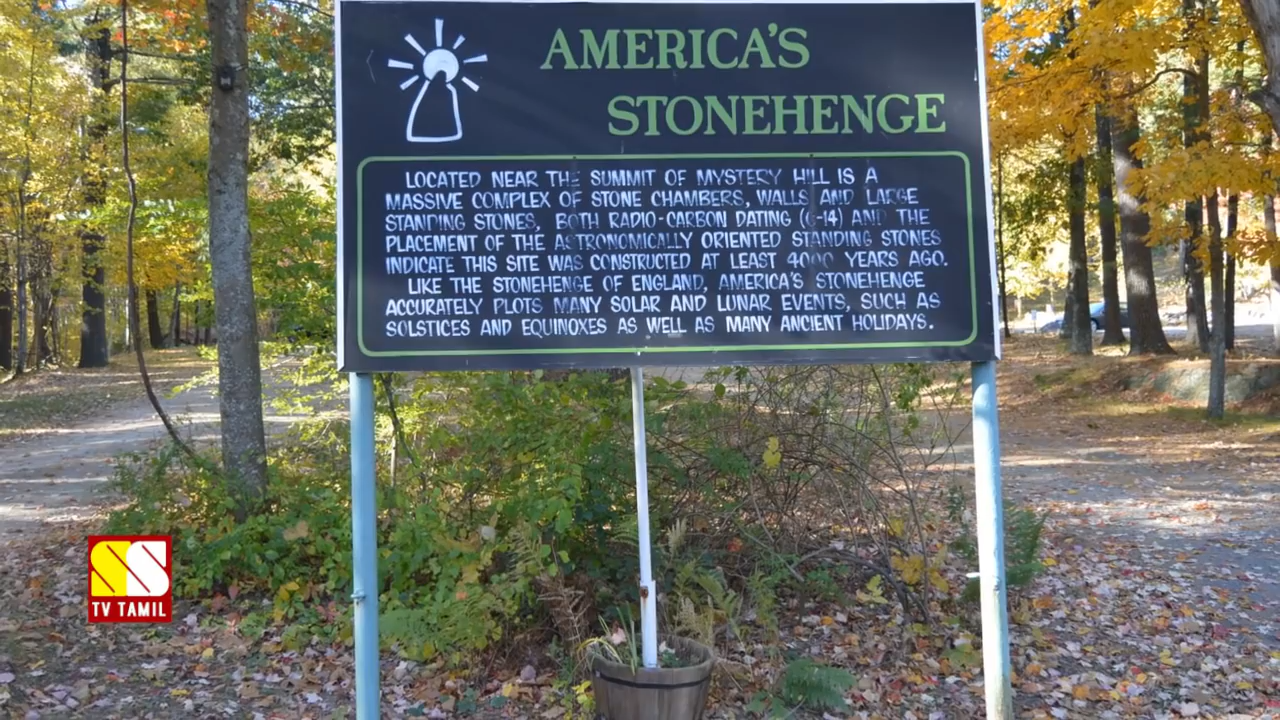 AMERICA'S
STONEHENGE
LOCATED NEAR THE SUMMIT OF MYSTERY HILL IS A
MASSIVE COMPLEX OF STONE CHAMBERS, WALLS AND LARGE
STANDING STONES, BOTH RADIO-CARBON DATING (C-14) AND THE
PLACEMENT OF THE ASTRONOMICALLY ORIENTED STANDING STONES
INDICATE THIS SITE WAS CONSTRUCTED AT LEAST 4000 YEARS AGO.
LIKE THE STONEHENGE OF ENGLAND, AMERICA'S STONEHENGE
ACCURATELY PLOTS MANY SOLAR AND LUNAR EVENTS, SUCH AS
SOLSTICES AND EQUINOXES AS WELL AS MANY ANCIENT HOLIDAYS.
SS
TV TAMIL